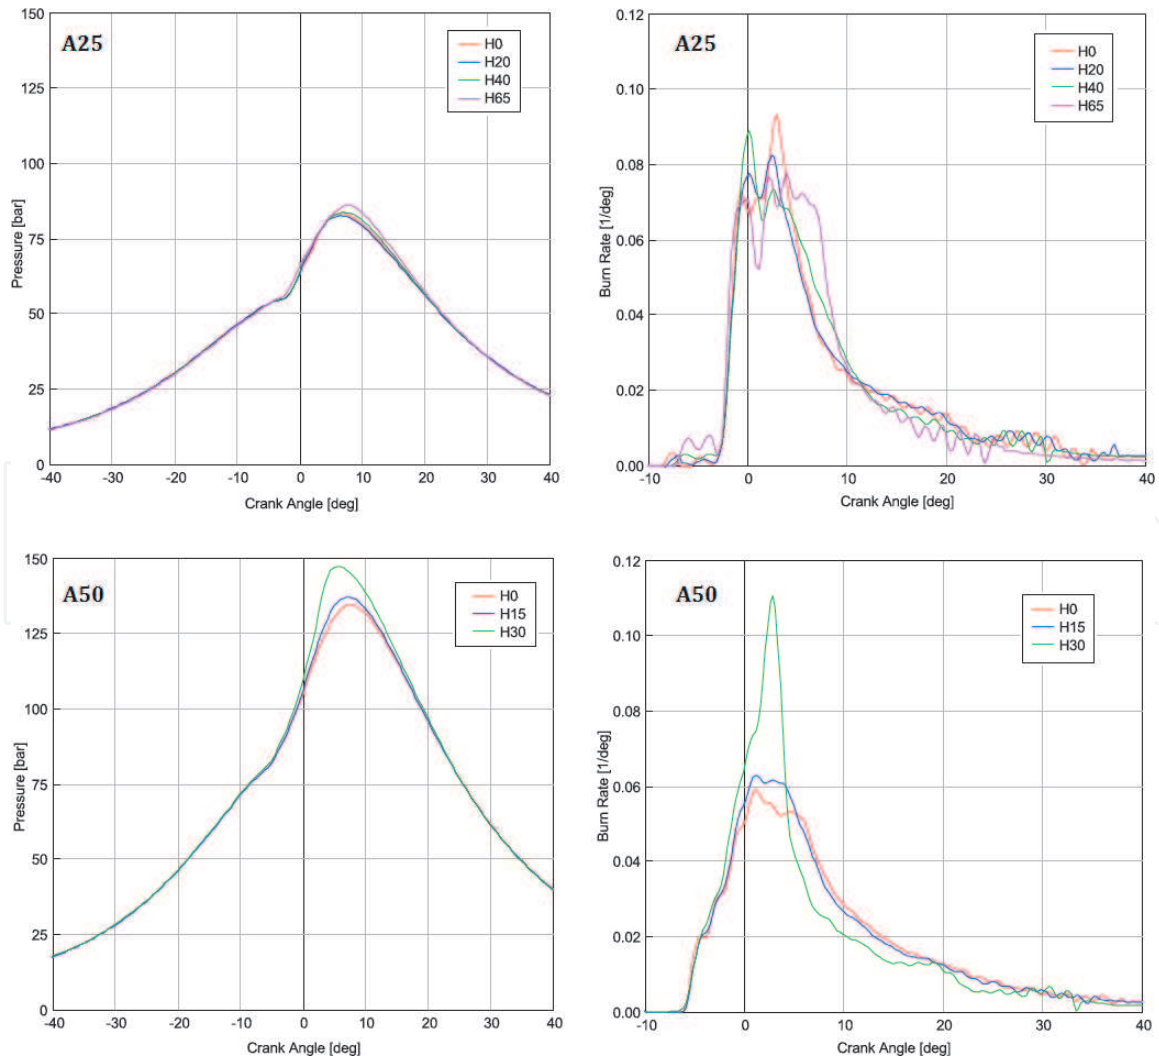 A25
H0
H20
H40
H65
Pressure [bar]
150
125
100
75
50
25
0
-40 -30 -20 -10 0 10 20 30 40
Crank Angle [deg]
A25
H0
H20
H40
H65
Burn Rate [1/deg]
0.12
0.10
0.08
0.06
0.04
0.02
0.00
-10 0 10 20 30 40
Crank Angle [deg]
A50
H0
H15
H30
Pressure [bar]
150
125
100
75
50
25
0
-40 -30 -20 -10 0 10 20 30 40
Crank Angle [deg]
A50
H0
H15
H30
Burn Rate [1/deg]
0.12
0.10
0.08
0.06
0.04
0.02
0.00
-10 0 10 20 30 40
Crank Angle [deg]